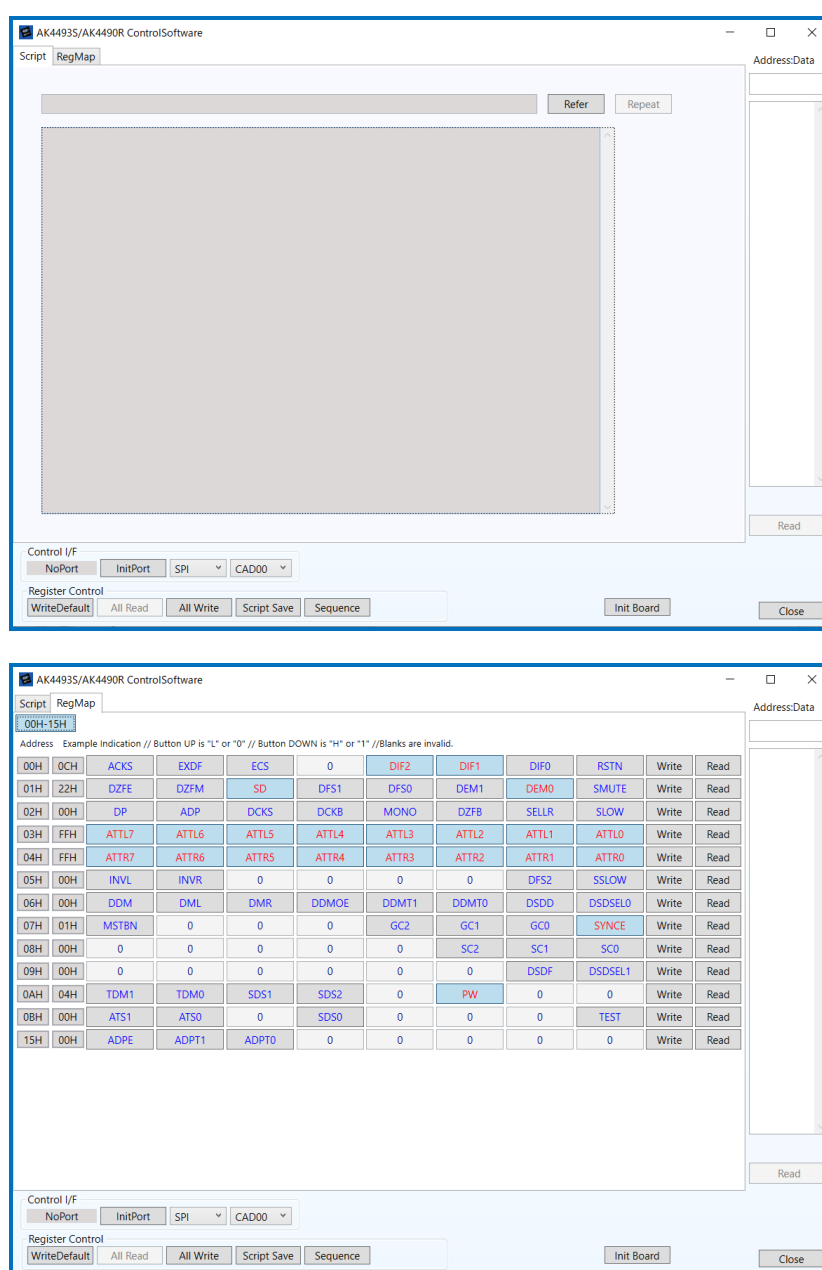 AK4493S/AK4490R ControlSoftware
Script RegMap
Address:Data
Refer Repeat
Read
Control I/F
NoPort InitPort SPI CAD00
Register Control
WriteDefault All Read All Write Script Save Sequence Init Board Close
AK4493S/AK4490R ControlSoftware
Script RegMap
Address:Data
00H-15H
Address Example Indication // Button UP is "L" or "0" // Button DOWN is "H" or "1" //Blanks are invalid.
00H 0CH ACKS EXDF ECS 0 DIF2 DIF1 DIF0 RSTN Write Read
01H 22H DZFE DZFM SD DFS1 DFS0 DEM1 DEM0 SMUTE Write Read
02H 00H DP ADP DCKS DCKB MONO DZFB SELLR SLOW Write Read
03H FFH ATTL7 ATTL6 ATTL5 ATTL4 ATTL3 ATTL2 ATTL1 ATTL0 Write Read
04H FFH ATTR7 ATTR6 ATTR5 ATTR4 ATTR3 ATTR2 ATTR1 ATTR0 Write Read
05H 00H INVL INVR 0 0 0 0 DFS2 SSLOW Write Read
06H 00H DDM DML DMR DDMOE DDMT1 DDMT0 DSDD DSDSEL0 Write Read
07H 01H MSTBN 0 0 0 GC2 GC1 GC0 SYNCE Write Read
08H 00H 0 0 0 0 0 SC2 SC1 SC0 Write Read
09H 00H 0 0 0 0 0 0 DSDF DSDSEL1 Write Read
0AH 04H TDM1 TDM0 SDS1 SDS2 0 PW 0 0 Write Read
0BH 00H ATS1 ATS0 0 SDS0 0 0 0 TEST Write Read
15H 00H ADPE ADPT1 ADPT0 0 0 0 0 0 Write Read
Read
Control I/F
NoPort InitPort SPI CAD00
Register Control
WriteDefault All Read All Write Script Save Sequence Init Board Close